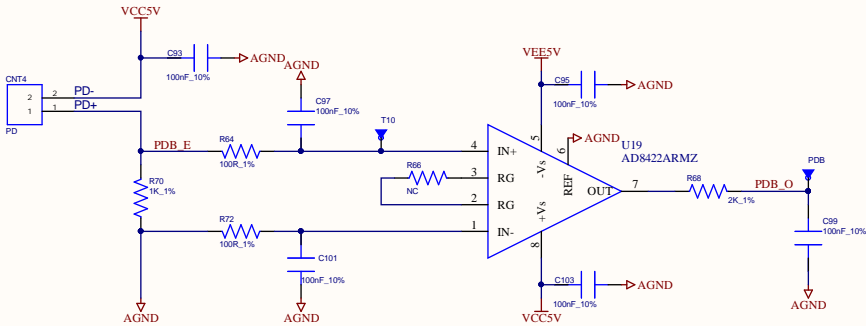 VCC5V
C93
100nF_10%
AGND
AGND
CNT4
2
1
2
1
PD-
PD+
PD
C97
100nF_10%
PDB_E
R64
100R_1%
T10
R70
1K_1%
R66
NC
R72
100R_1%
C101
100nF_10%
AGND
AGND
VEE5V
C95
100nF_10%
AGND
AGND
U19
AD8422ARMZ
4
3
2
1
IN+
RG
RG
IN-
5
-Vs
6
REF
+Vs
8
OUT
7
R68
2K_1%
PDB
PDB_O
C99
100nF_10%
AGND
C103
100nF_10%
AGND
VCC5V